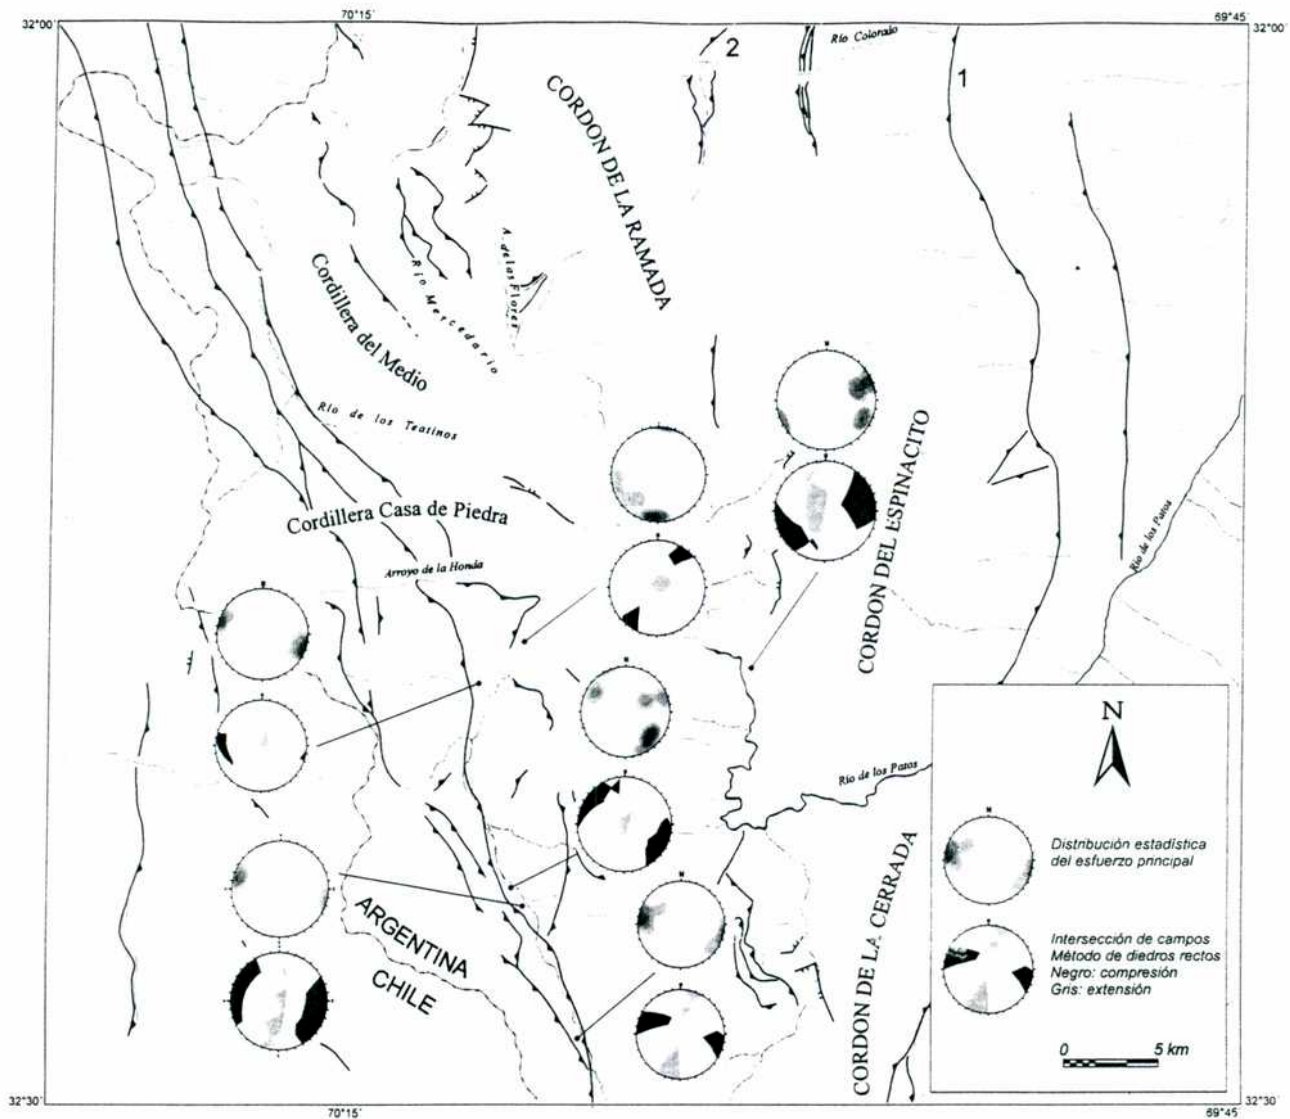 70°15'
69°45'
32°00'
32°00'
Río Colorado
2
1
CORDON DE LA RAMADA
A. de las Flores
Río Mercedario
Cordillera del Medio
Río de los Teatinos
N
N
CORDON DEL ESPINACITO
Cordillera Casa de Piedra
Río de los Patos
Arroyo de la Honda
N
Río de los Patos
N
ARGENTINA
CHILE
CORDON DE LA CERRADA
N
N
Distribución estadística
del esfuerzo principal
Intersección de campos
Método de diedros rectos
Negro: compresión
Gris: extensión
0 5 km
32°30'
32°30'
70°15'
69°45'